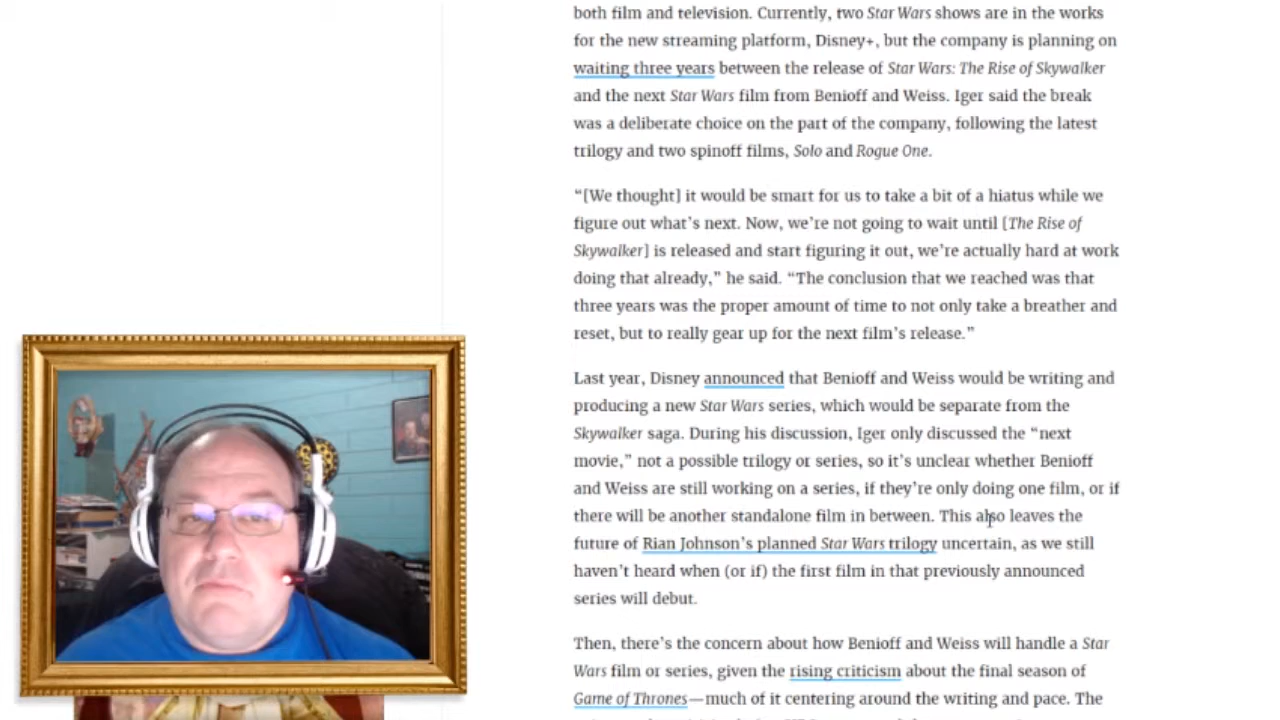 both film and television. Currently, two Star Wars shows are in the works
for the new streaming platform, Disney+, but the company is planning on
waiting three years between the release of Star Wars: The Rise of Skywalker
and the next Star Wars film from Benioff and Weiss. Iger said the break
was a deliberate choice on the part of the company, following the latest
trilogy and two spinoff films, Solo and Rogue One.
“[We thought] it would be smart for us to take a bit of a hiatus while we
figure out what’s next. Now, we’re not going to wait until [The Rise of
Skywalker] is released and start figuring it out, we’re actually hard at work
doing that already,” he said. “The conclusion that we reached was that
three years was the proper amount of time to not only take a breather and
reset, but to really gear up for the next film’s release.”
Last year, Disney announced that Benioff and Weiss would be writing and
producing a new Star Wars series, which would be separate from the
Skywalker saga. During his discussion, Iger only discussed the “next
movie,” not a possible trilogy or series, so it’s unclear whether Benioff
and Weiss are still working on a series, if they’re only doing one film, or if
there will be another standalone film in between. This also leaves the
future of Rian Johnson’s planned Star Wars trilogy uncertain, as we still
haven’t heard when (or if) the first film in that previously announced
series will debut.
Then, there’s the concern about how Benioff and Weiss will handle a Star
Wars film or series, given the rising criticism about the final season of
Game of Thrones—much of it centering around the writing and pace. The